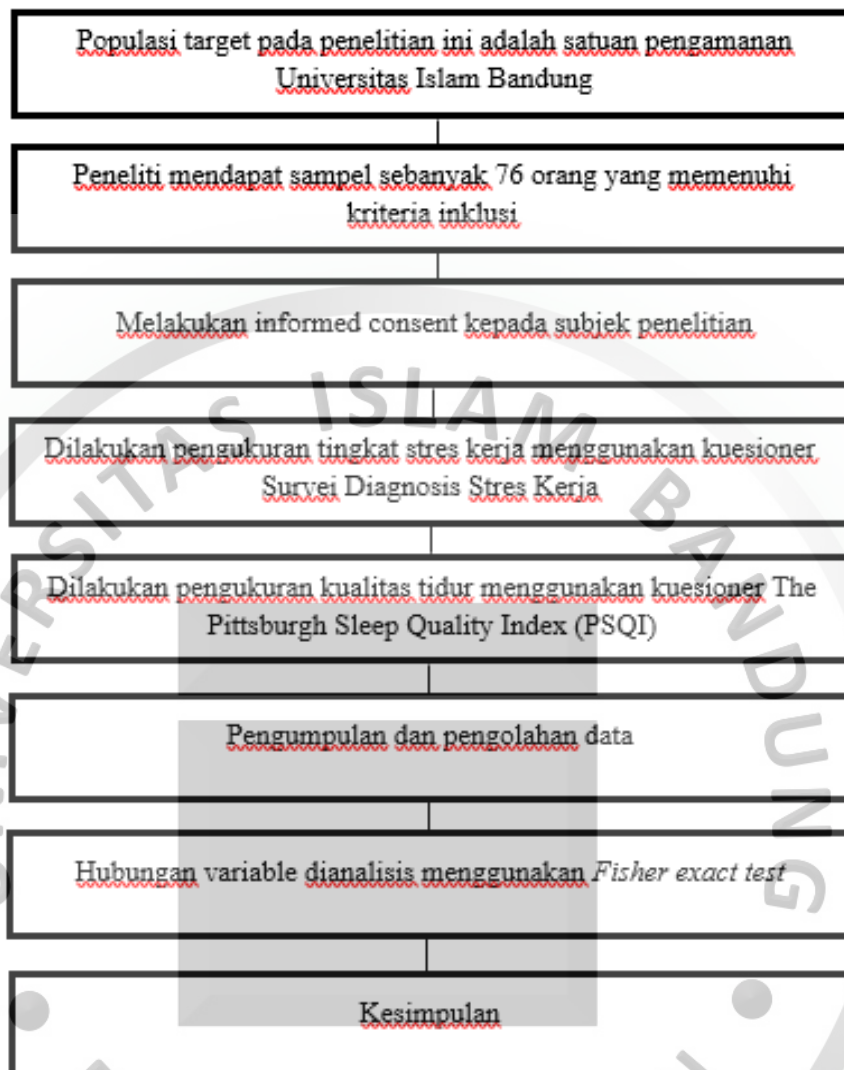 Populasi target pada penelitian ini adalah satuan pengamanan
Universitas Islam Bandung
Peneliti mendapat sampel sebanyak 76 orang yang memenuhi
kriteria inklusi
Melakukan informed consent kepada subjek penelitian
Dilakukan pengukuran tingkat stres kerja menggunakan kuesioner
Survei Diagnosis Stres Kerja
Dilakukan pengukuran kualitas tidur menggunakan kuesioner The
Pittsburgh Sleep Quality Index (PSQI)
Pengumpulan dan pengolahan data
Hubungan variable dianalisis menggunakan Fisher exact test
Kesimpulan
ERSITAS ISLAM BANDUNG